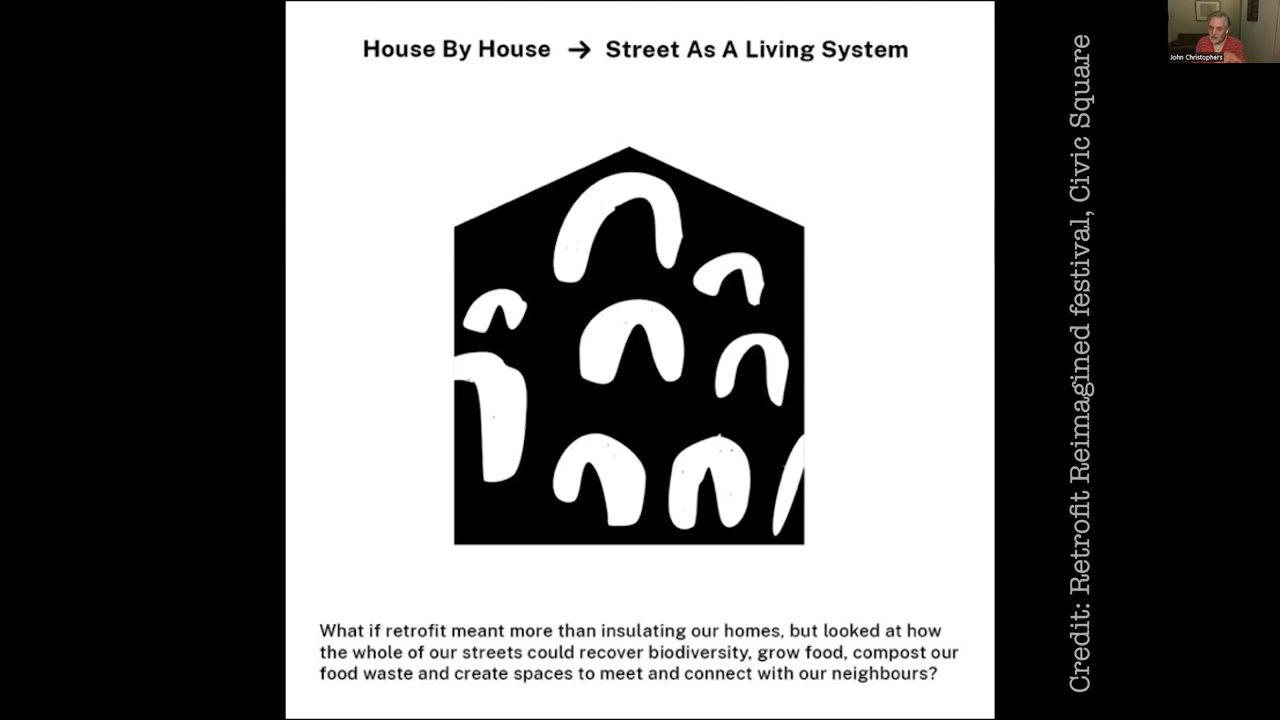 House By House → Street As A Living System
What if retrofit meant more than insulating our homes, but looked at how
the whole of our streets could recover biodiversity, grow food, compost our
food waste and create spaces to meet and connect with our neighbours?
Credit: Retrofit Reimagined festival, Civic Square
John Christophers